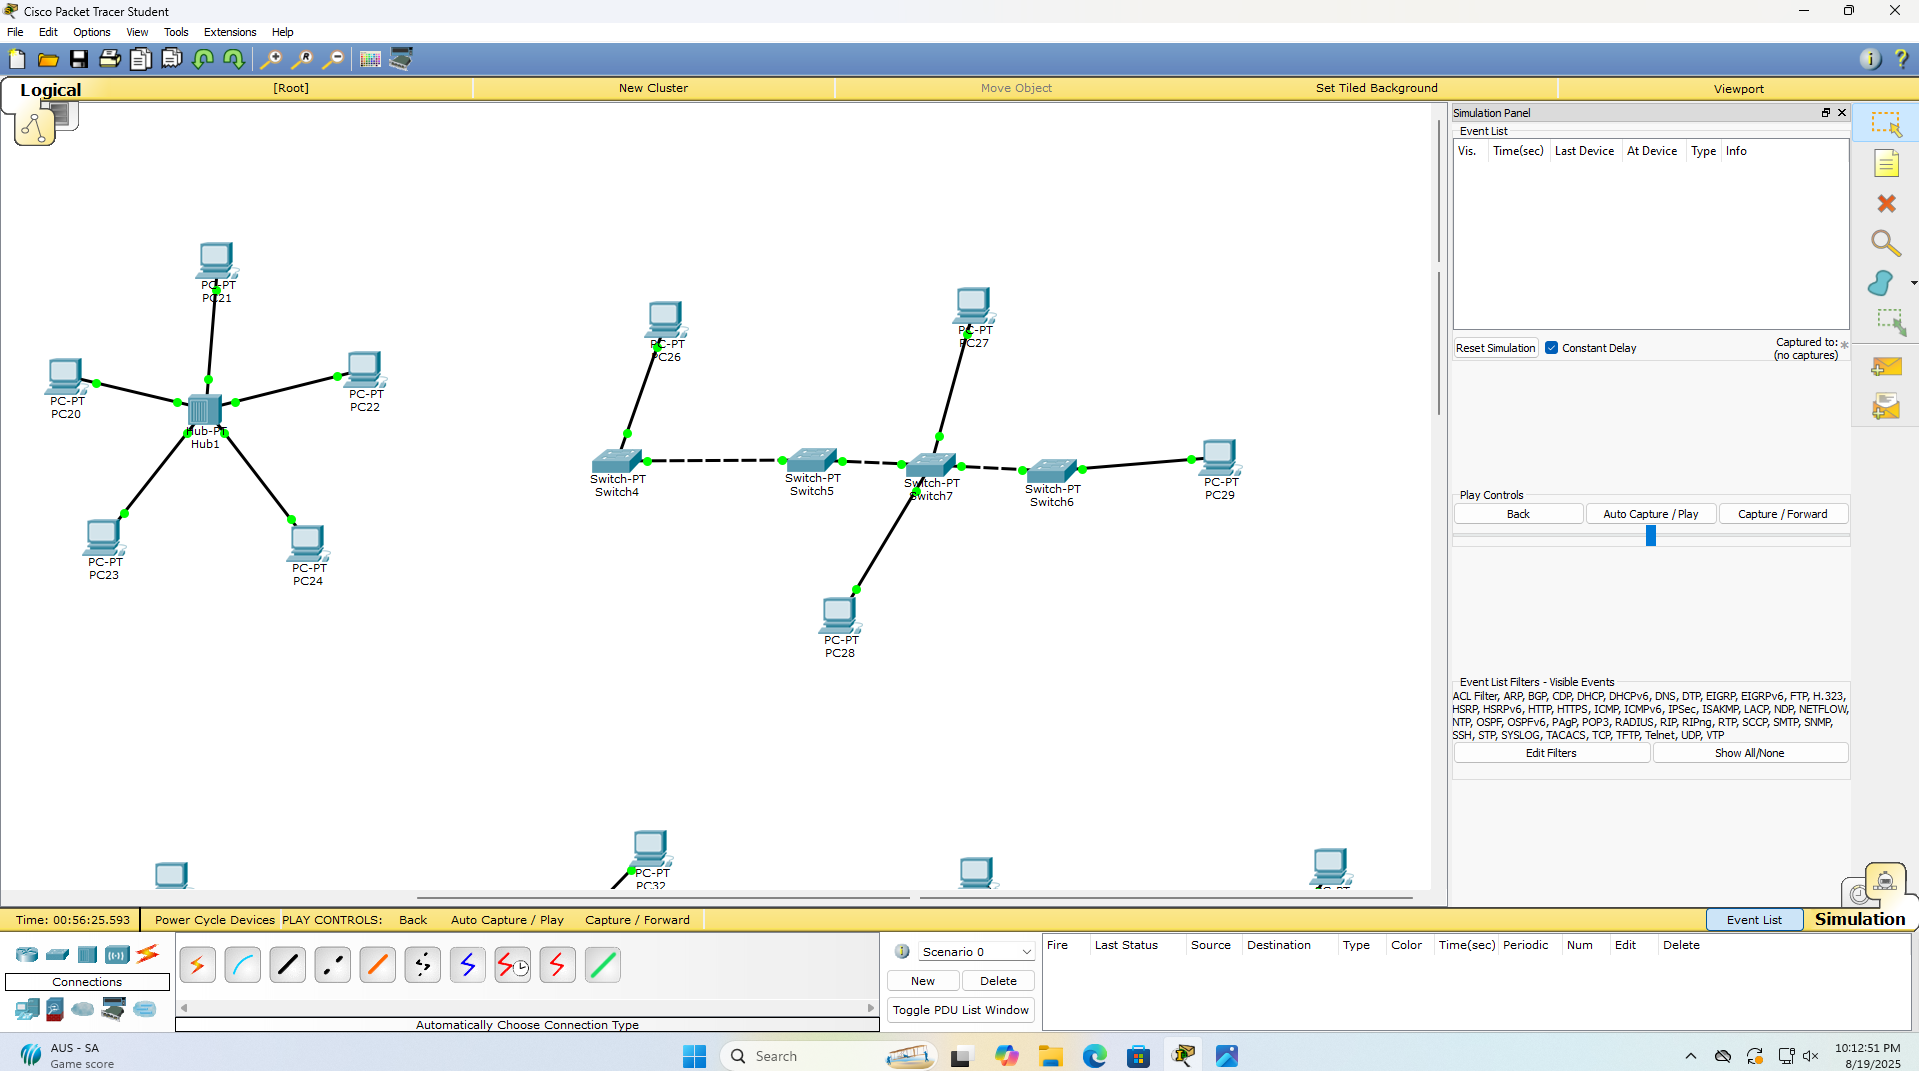 Cisco Packet Tracer Student
File Edit Options View Tools Extensions Help
Logical [Root] New Cluster Move Object Set Tiled Background Viewport
Simulation Panel
Event List
Vis. Time(sec) Last Device At Device Type Info
Reset Simulation Constant Delay Captured to: *
(no captures)
Play Controls
Back Auto Capture / Play Capture / Forward
Event List Filters - Visible Events
ACL Filter, ARP, BGP, CDP, DHCP, DHCPv6, DNS, DTP, EIGRP, EIGRPv6, FTP, H.323,
HSRP, HSRPv6, HTTP, HTTPS, ICMP, ICMPv6, IPSec, ISAKMP, LACP, NDP, NETFLOW,
NTP, OSPF, OSPFv6, PAgP, POP3, RADIUS, RIP, RIPng, RTP, SCCP, SMTP, SNMP,
SSH, STP, SYSLOG, TACACS, TCP, TFTP, Telnet, UDP, VTP
Edit Filters Show All/None
PC-PT
PC21
PC-PT
PC20
PC-PT
PC22
Hub-PT
Hub1
PC-PT
PC23
PC-PT
PC24
PC-PT
PC26
PC-PT
PC27
Switch-PT
Switch4
Switch-PT
Switch5
Switch-PT
Switch7
Switch-PT
Switch6
PC-PT
PC29
PC-PT
PC28
PC-PT
PC32
Time: 00:56:25.593 Power Cycle Devices PLAY CONTROLS: Back Auto Capture / Play Capture / Forward Event List Simulation
Connections
Automatically Choose Connection Type
Scenario 0
New Delete
Toggle PDU List Window
Fire Last Status Source Destination Type Color Time(sec) Periodic Num Edit Delete
AUS - SA
Game score
Search
10:12:51 PM
8/19/2025